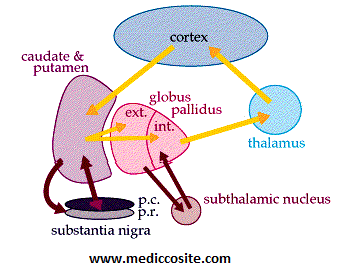 cortex
caudate &
putamen
globus
pallidus
ext.
int.
thalamus
p.c.
p.r.
subthalamic nucleus
substantia nigra
www.mediccosite.com